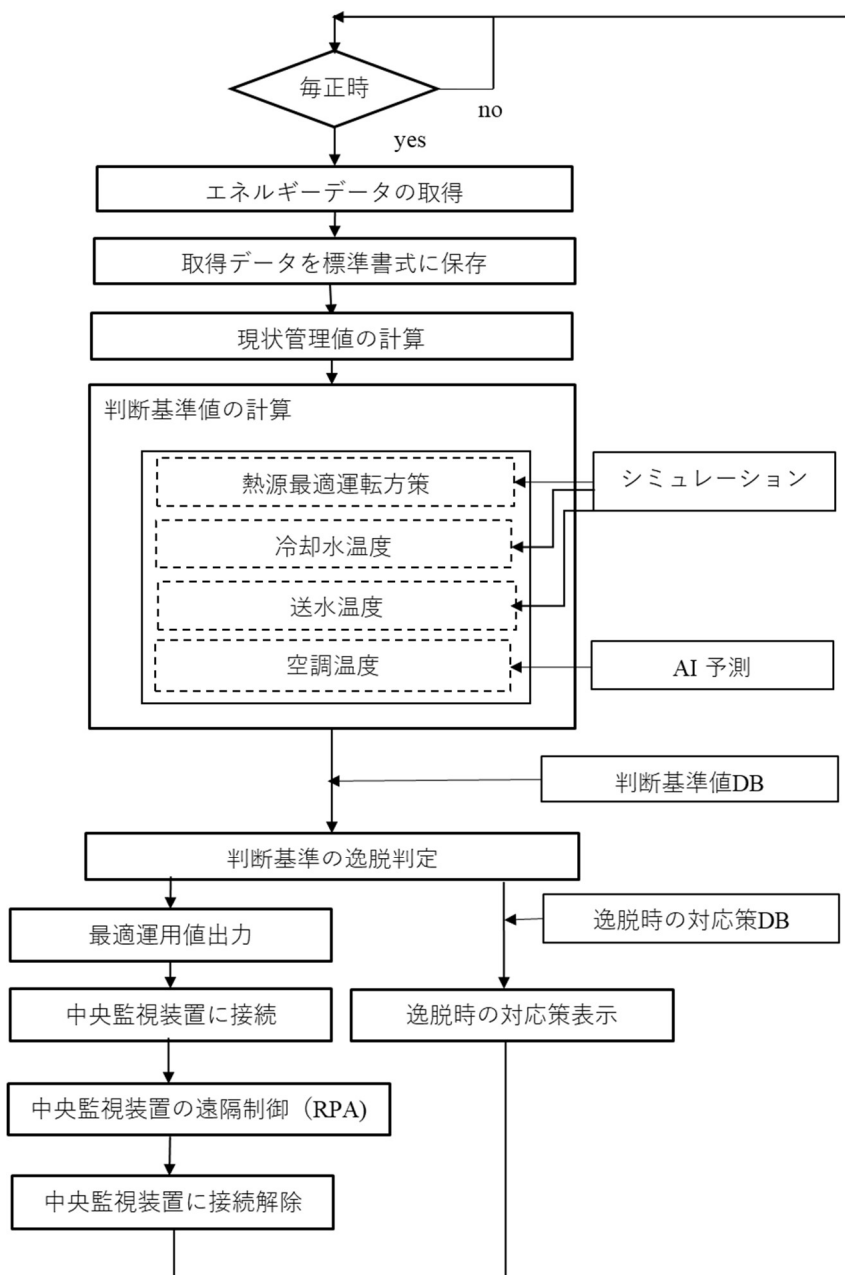 毎正時
no
yes
エネルギーデータの取得
取得データを標準書式に保存
現状管理値の計算
判断基準値の計算
熱源最適運転方策
シミュレーション
冷却水温度
送水温度
空調温度
AI 予測
判断基準値DB
判断基準の逸脱判定
最適運用値出力
逸脱時の対応策DB
中央監視装置に接続
逸脱時の対応策表示
中央監視装置の遠隔制御（RPA)
中央監視装置に接続解除